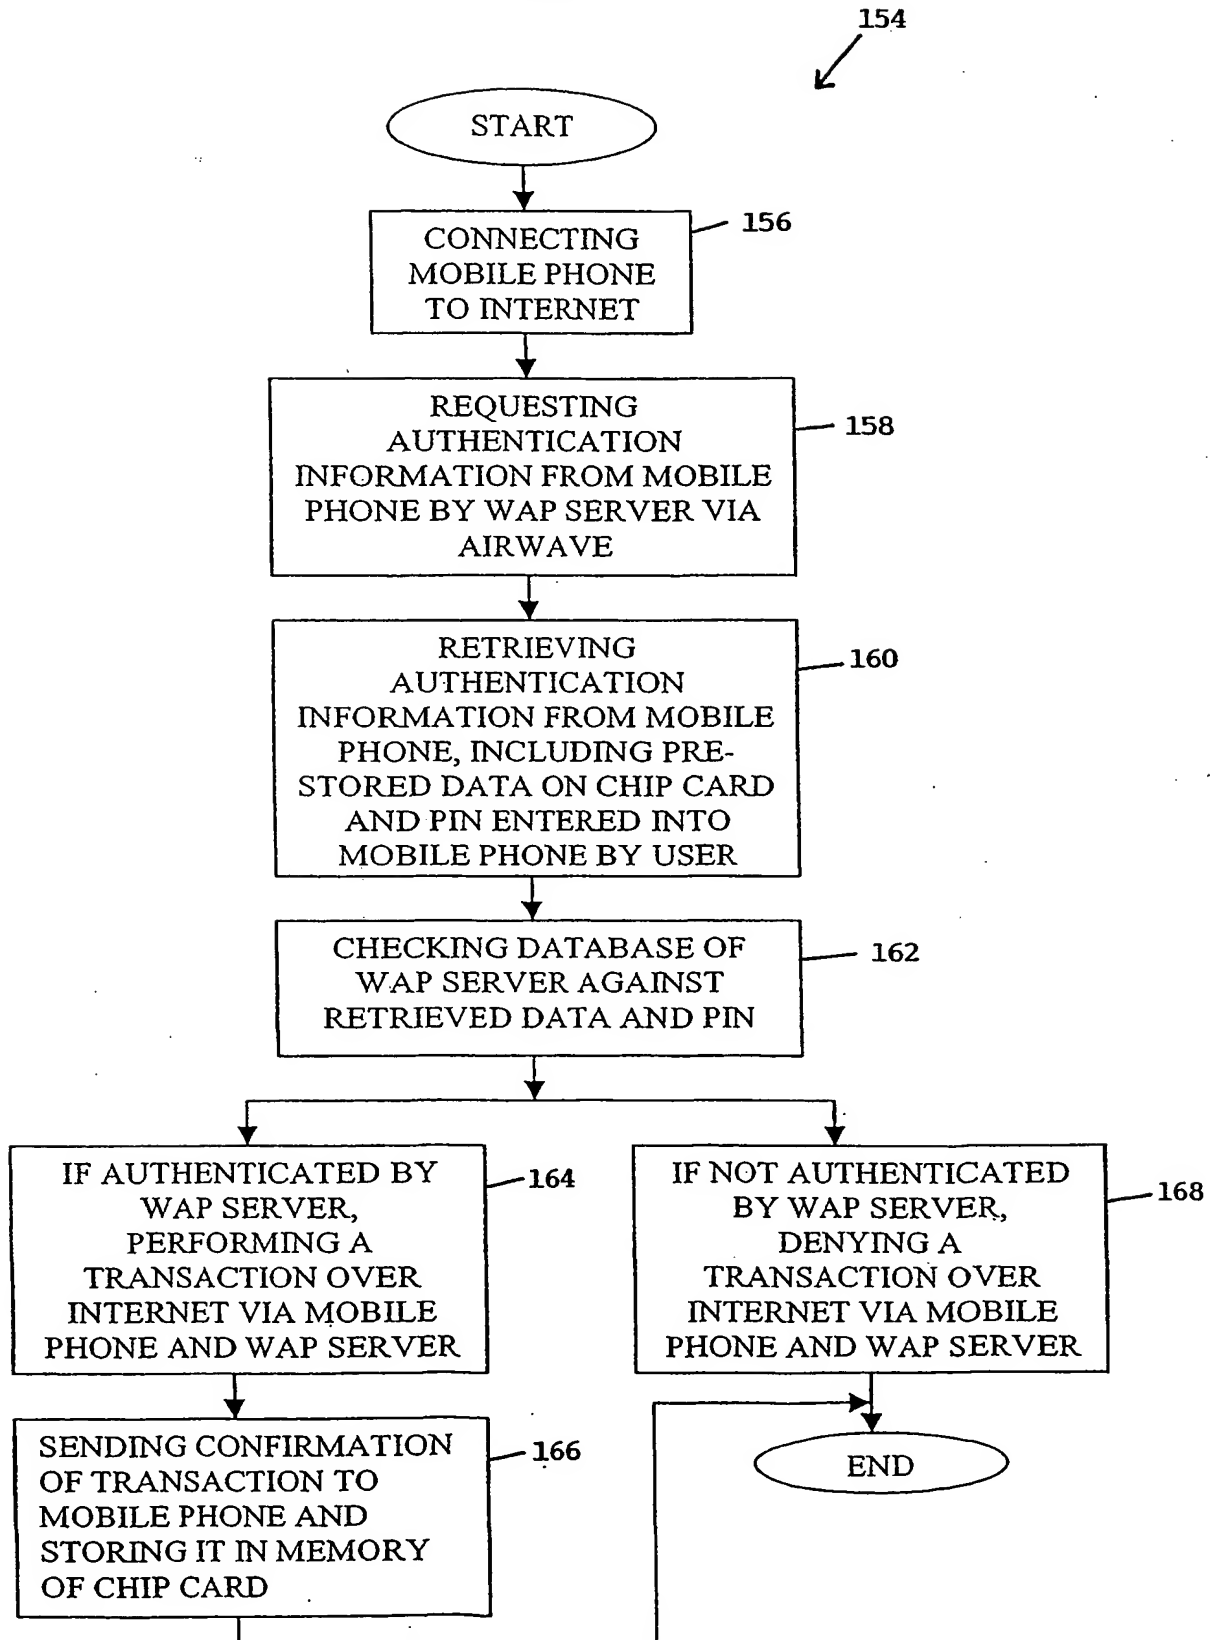 154
START
156
CONNECTING
MOBILE PHONE
TO INTERNET
158
REQUESTING
AUTHENTICATION
INFORMATION FROM MOBILE
PHONE BY WAP SERVER VIA
AIRWAVE
160
RETRIEVING
AUTHENTICATION
INFORMATION FROM MOBILE
PHONE, INCLUDING PRE-
STORED DATA ON CHIP CARD
AND PIN ENTERED INTO
MOBILE PHONE BY USER
162
CHECKING DATABASE OF
WAP SERVER AGAINST
RETRIEVED DATA AND PIN
164
IF AUTHENTICATED BY
WAP SERVER,
PERFORMING A
TRANSACTION OVER
INTERNET VIA MOBILE
PHONE AND WAP SERVER
168
IF NOT AUTHENTICATED
BY WAP SERVER,
DENYING A
TRANSACTION OVER
INTERNET VIA MOBILE
PHONE AND WAP SERVER
166
SENDING CONFIRMATION
OF TRANSACTION TO
MOBILE PHONE AND
STORING IT IN MEMORY
OF CHIP CARD
END